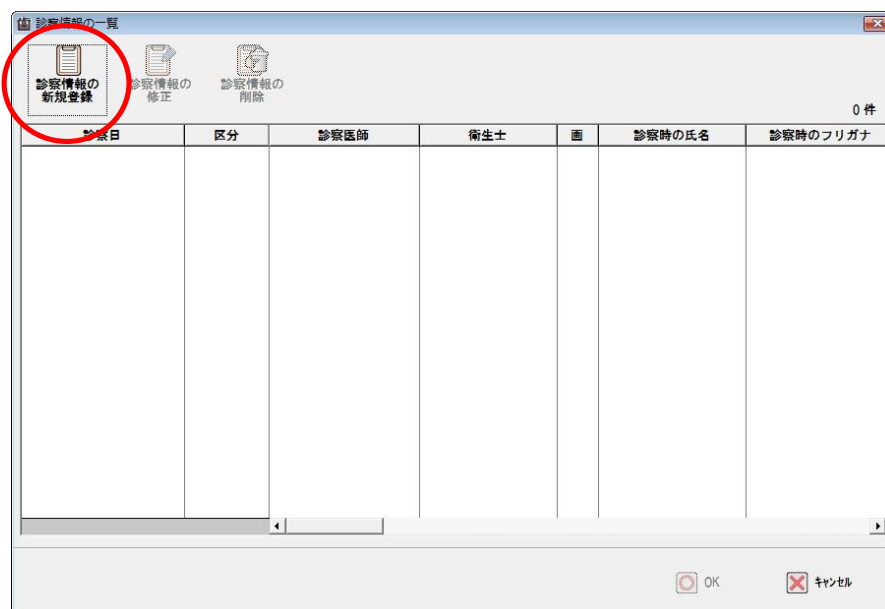 診察情報の一覧
診察情報の
新規登録
診察情報の
修正
診察情報の
削除
0 件
診察日 区分 診察医師 衛生士 画 診察時の氏名 診察時のフリガナ
OK ｷｬﾝｾﾙ